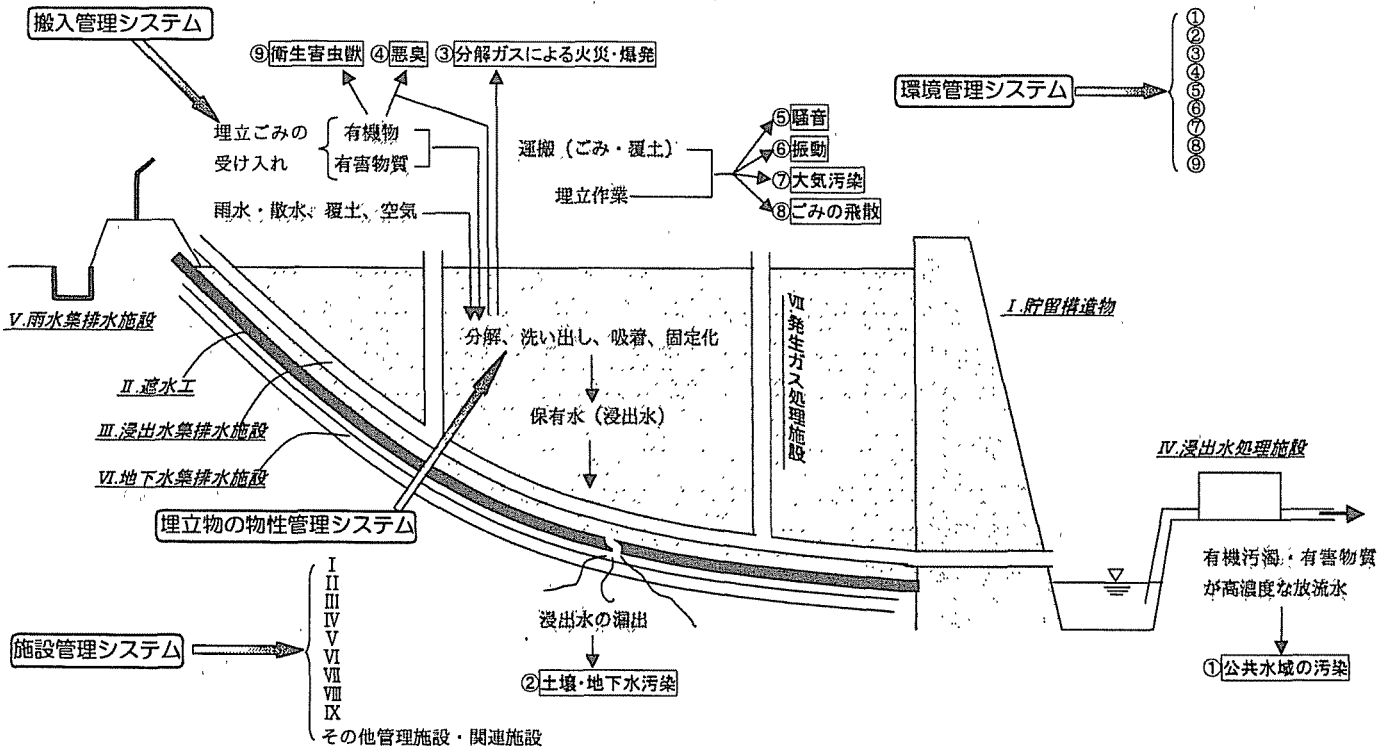 搬入管理システム
⑨衛生害虫獣
④悪臭
③分解ガスによる火災・爆発
環境管理システム
①
②
③
④
⑤
⑥
⑦
⑧
⑨
埋立ごみの
受け入れ
有機物
有害物質
運搬（ごみ・覆土）
埋立作業
⑤騒音
⑥振動
⑦大気汚染
⑧ごみの飛散
雨水・散水、覆土、空気
Ⅴ.雨水集排水施設
Ⅱ.遮水工
Ⅲ.浸出水集排水施設
Ⅵ.地下水集排水施設
分解、洗い出し、吸着、固定化
保有水（浸出水）
Ⅶ.発生ガス処理施設
Ⅰ.貯留構造物
Ⅳ.浸出水処理施設
埋立物の物性管理システム
有機汚濁・有害物質
が高濃度な放流水
①公共水域の汚染
浸出水の漏出
②土壌・地下水汚染
施設管理システム
Ⅰ
Ⅱ
Ⅲ
Ⅳ
Ⅴ
Ⅵ
Ⅶ
Ⅷ
Ⅸ
その他管理施設・関連施設